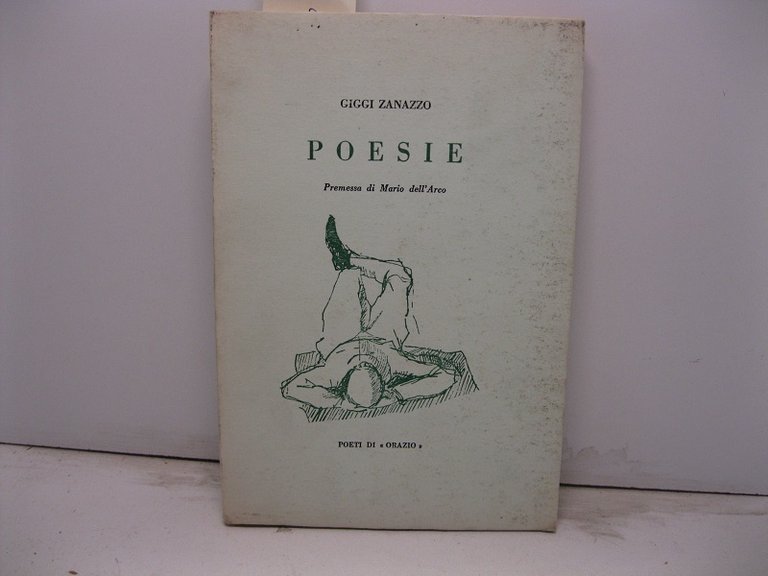 GIGGI ZANAZZO
POESIE
Premessa di Mario dell'Arco
POETI DI « ORAZIO »